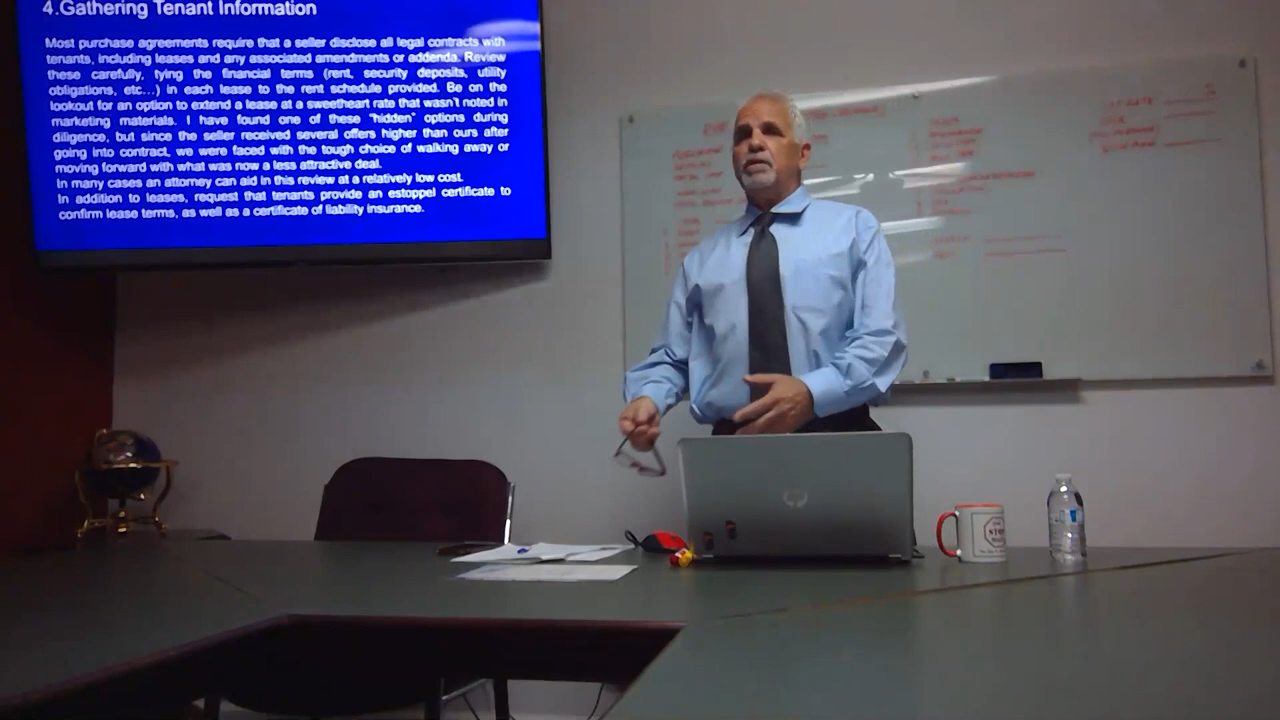 4.Gathering Tenant Information
Most purchase agreements require that a seller disclose all legal contracts with
tenants, including leases and any associated amendments or addenda. Review
these carefully, tying the financial terms (rent, security deposits, utility
obligations, etc...) in each lease to the rent schedule provided. Be on the
lookout for an option to extend a lease at a sweetheart rate that wasn't noted in
marketing materials. I have found one of these "hidden" options during
diligence, but since the seller received several offers higher than ours after
going into contract, we were faced with the tough choice of walking away or
moving forward with what was now a less attractive deal.
In many cases an attorney can aid in this review at a relatively low cost.
In addition to leases, request that tenants provide an estoppel certificate to
confirm lease terms, as well as a certificate of liability insurance.
hp
STOP